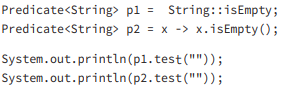 Predicate<String> p1 =  String::isEmpty;
Predicate<String> p2 = x -> x.isEmpty();
System.out.println(p1.test(""));
System.out.println(p2.test(""));